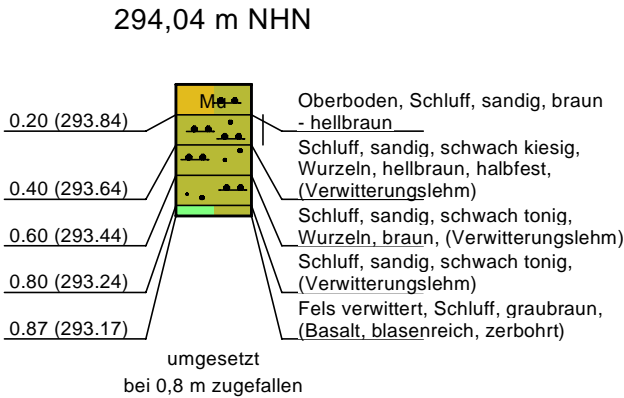 294,04 m NHN
Mu
0.20 (293.84)
Oberboden, Schluff, sandig, braun
- hellbraun
0.40 (293.64)
Schluff, sandig, schwach kiesig,
Wurzeln, hellbraun, halbfest,
(Verwitterungslehm)
0.60 (293.44)
Schluff, sandig, schwach tonig,
Wurzeln, braun, (Verwitterungslehm)
0.80 (293.24)
Schluff, sandig, schwach tonig,
(Verwitterungslehm)
0.87 (293.17)
Fels verwittert, Schluff, graubraun,
(Basalt, blasenreich, zerbohrt)
umgesetzt
bei 0,8 m zugefallen